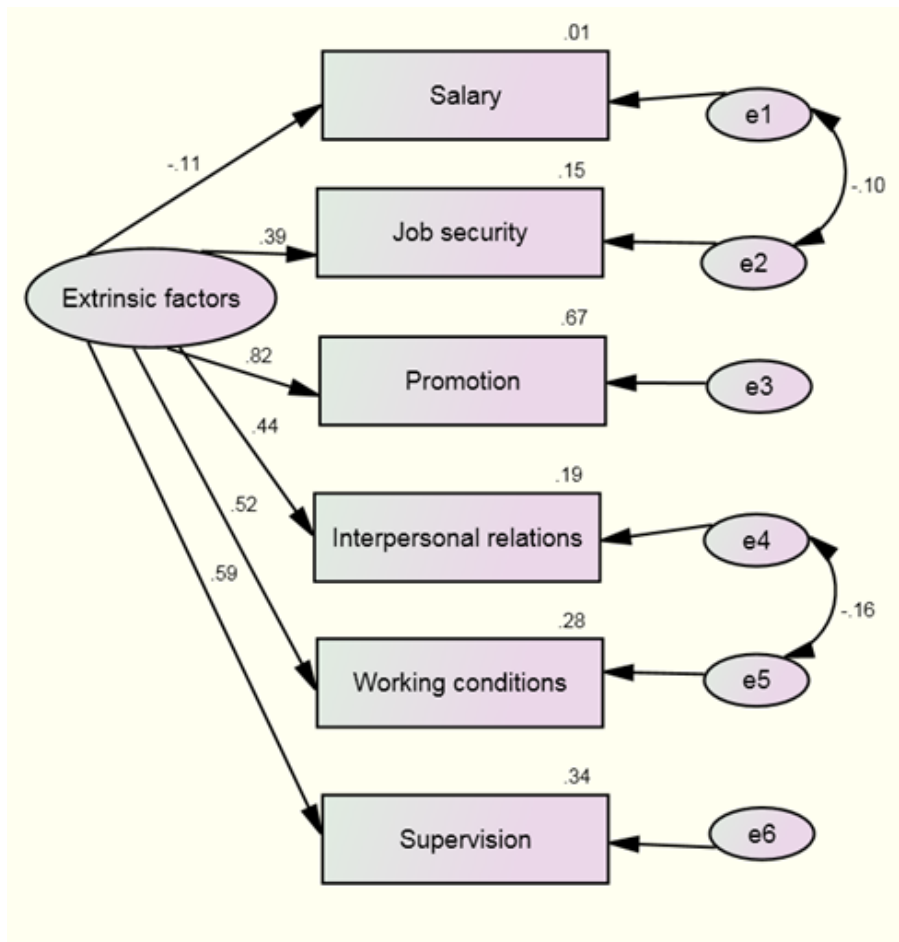 .01
Salary
e1
-.11
-.10
.15
Job security
.39
e2
Extrinsic factors
.67
.82
Promotion
e3
.44
.19
Interpersonal relations
e4
.52
.59
-.16
.28
Working conditions
e5
.34
Supervision
e6